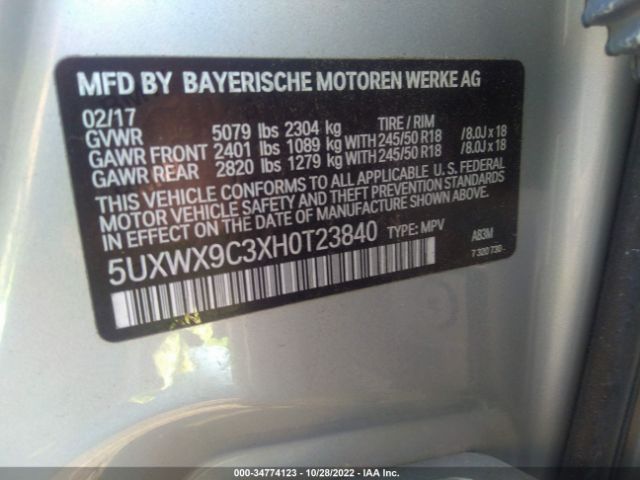 MFD BY BAYERISCHE MOTOREN WERKE AG
02/17
GVWR 5079 lbs 2304 kg TIRE / RIM
GAWR FRONT 2401 lbs 1089 kg WITH 245/50 R18 / 8.0J x 18
GAWR REAR 2820 lbs 1279 kg WITH 245/50 R18 / 8.0J x 18
THIS VEHICLE CONFORMS TO ALL APPLICABLE U.S. FEDERAL
MOTOR VEHICLE SAFETY AND THEFT PREVENTION STANDARDS
IN EFFECT ON THE DATE OF MANUFACTURE SHOWN ABOVE.
5UXWX9C3XH0T23840 TYPE: MPV A83M
7 320 730
000-34774123 | 10/28/2022 | IAA Inc.